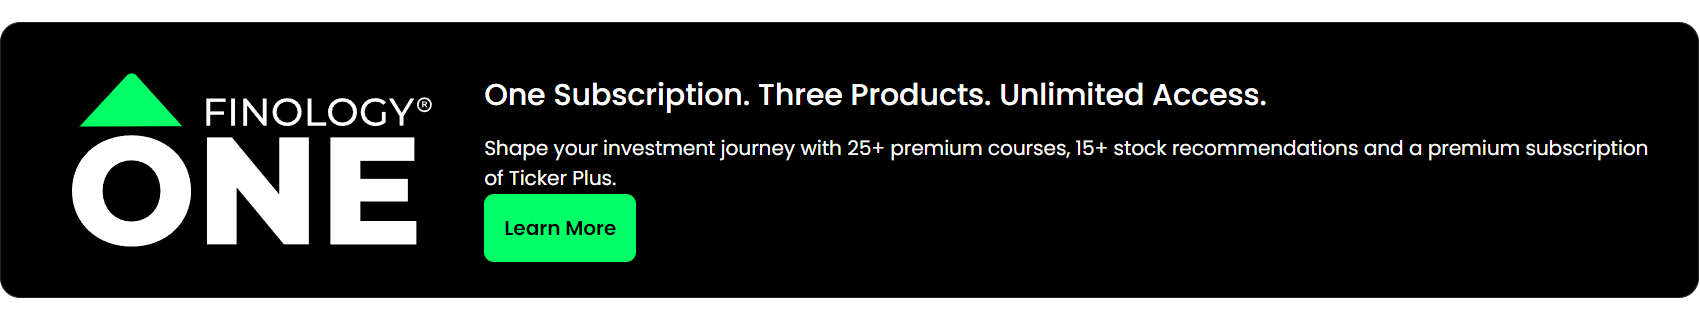 FINOLOGY®
ONE
One Subscription. Three Products. Unlimited Access.
Shape your investment journey with 25+ premium courses, 15+ stock recommendations and a premium subscription
of Ticker Plus.
Learn More